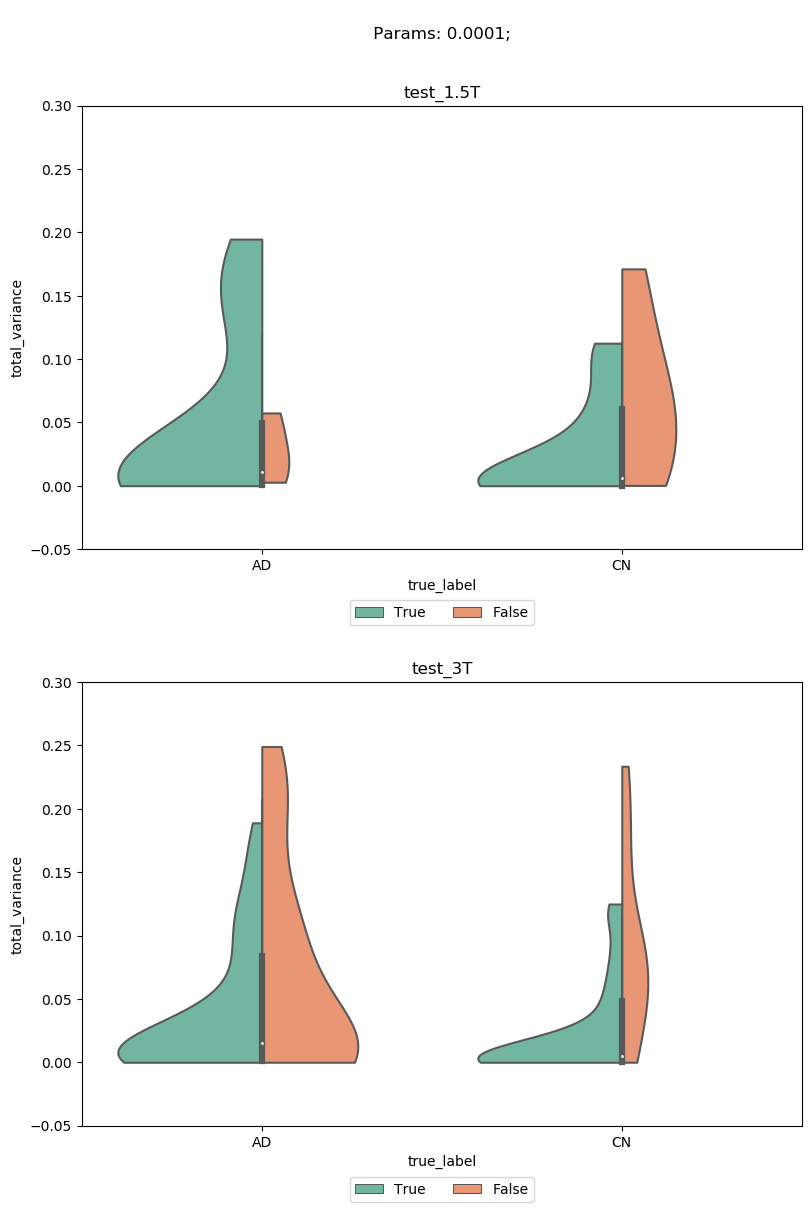 Params: 0.0001;
test_1.5T
0.30
0.25
0.20
0.15
0.10
0.05
0.00
−0.05
total_variance
AD CN
true_label
True False
test_3T
0.30
0.25
0.20
0.15
0.10
0.05
0.00
−0.05
total_variance
AD CN
true_label
True False